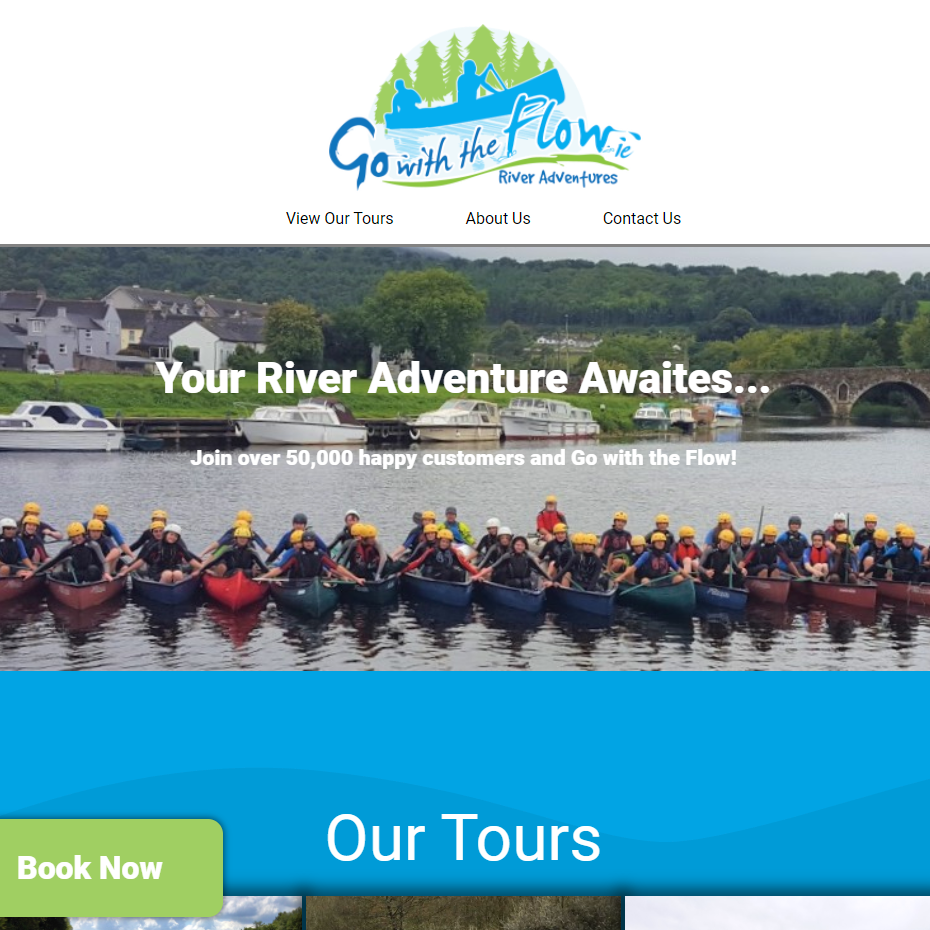 Go with the Flow.ie
River Adventures
View Our Tours About Us Contact Us
Your River Adventure Awaites...
Join over 50,000 happy customers and Go with the Flow!
Our Tours
Book Now